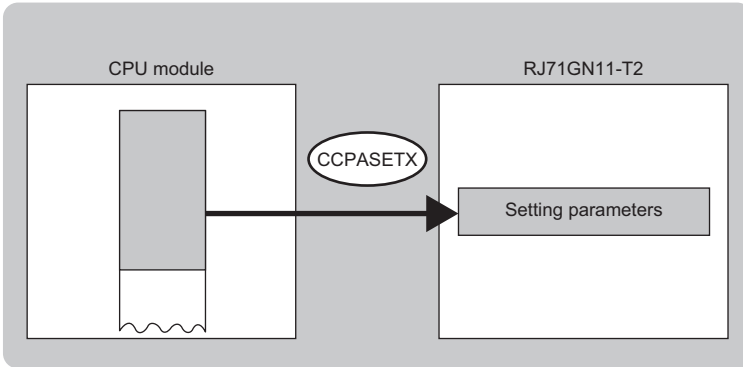 CPU module
RJ71GN11-T2
CCPASETX
Setting parameters